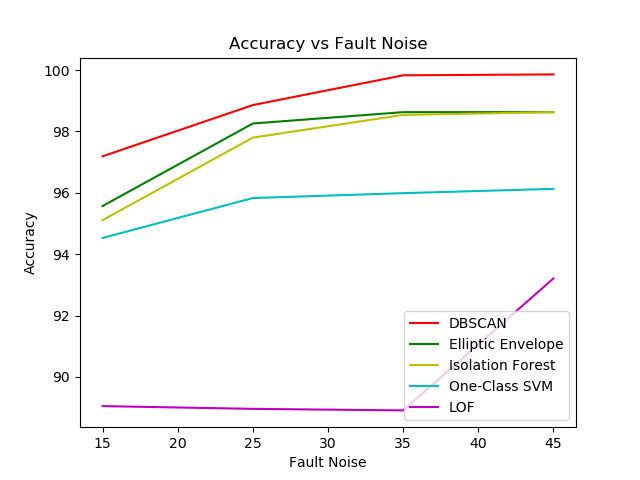 Accuracy vs Fault Noise
100
98
96
94
92
90
Accuracy
15
20
25
30
35
40
45
Fault Noise
DBSCAN
Elliptic Envelope
Isolation Forest
One-Class SVM
LOF